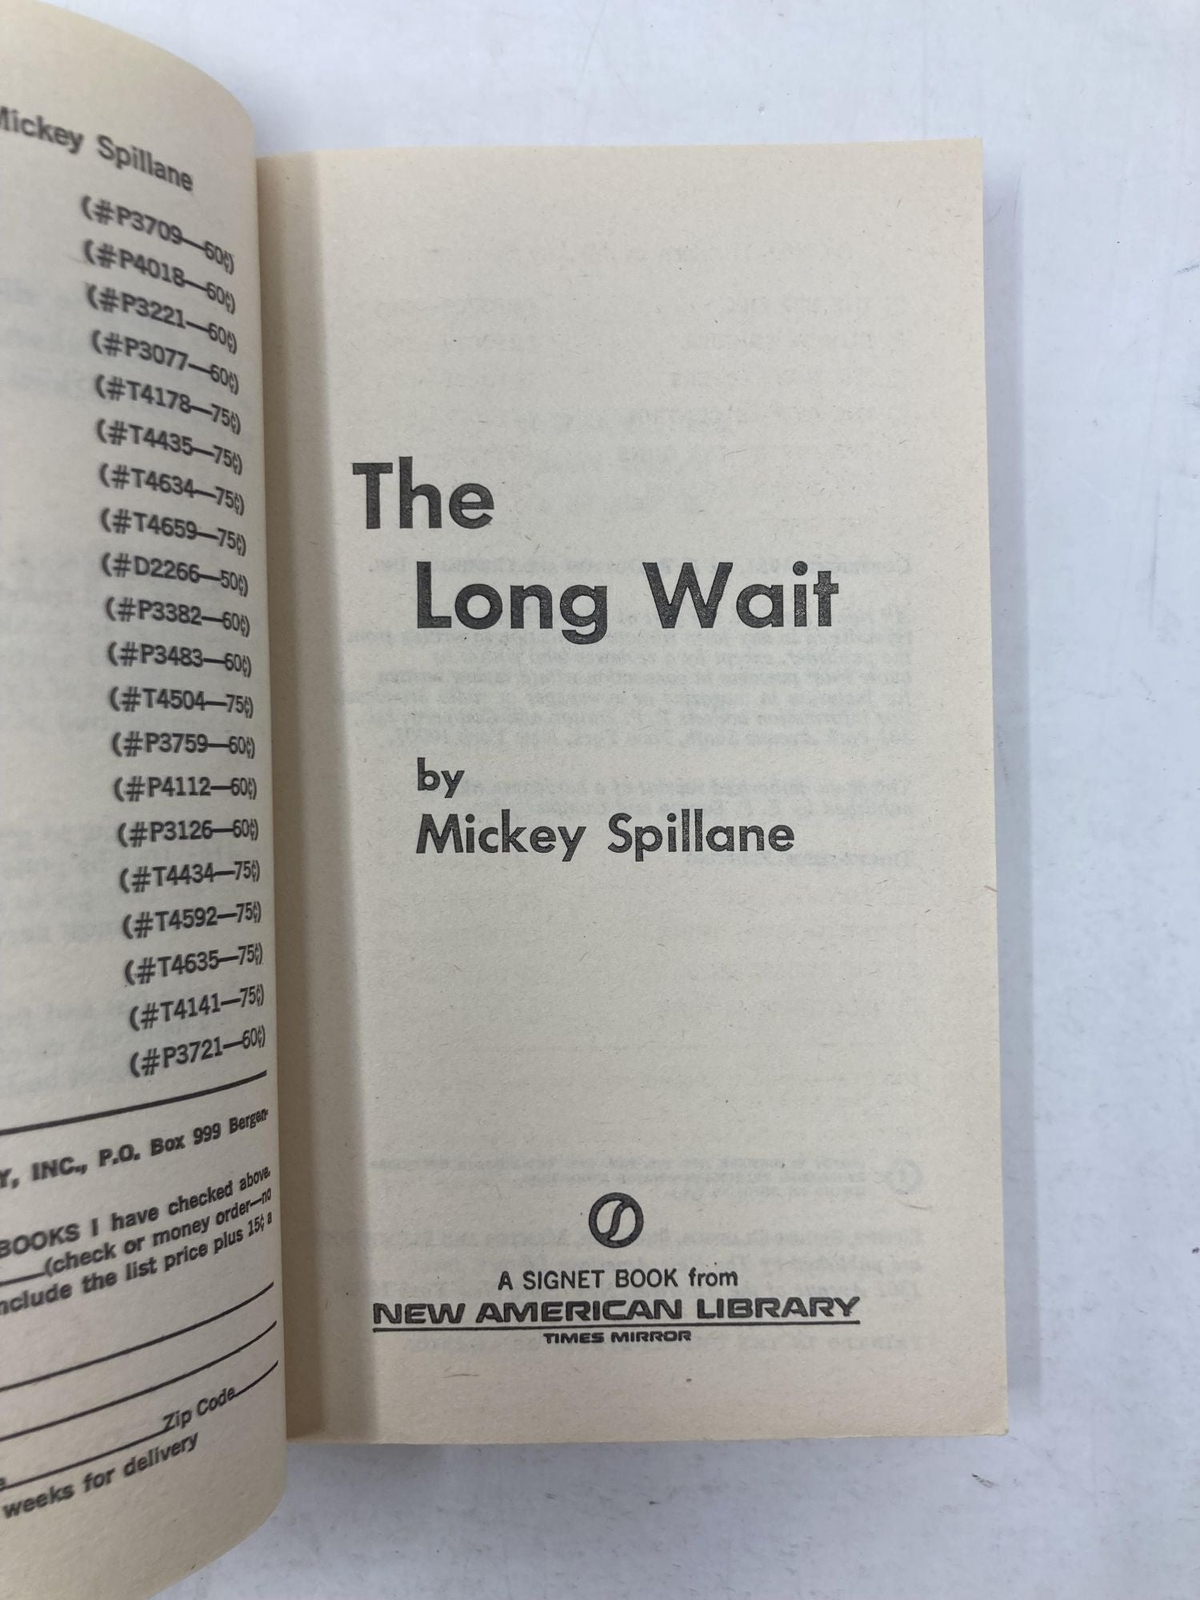 Mickey Spillane
(#P3709—60¢)
(#P4018—60¢)
(#P3221—60¢)
(#P3077—60¢)
(#T4178—75¢)
(#T4435—75¢)
(#T4634—75¢)
(#T4659—75¢)
(#D2266—50¢)
(#P3382—60¢)
(#P3483—60¢)
(#T4504—75¢)
(#P3759—60¢)
(#P4112—60¢)
(#P3126—60¢)
(#T4434—75¢)
(#T4592—75¢)
(#T4635—75¢)
(#T4141—75¢)
(#P3721—60¢)
Y, INC., P.O. Box 999 Bergen-
BOOKS I have checked above.
(check or money order—no
nclude the list price plus 15¢ a
Zip Code
weeks for delivery
The
Long Wait
by
Mickey Spillane
A SIGNET BOOK from
NEW AMERICAN LIBRARY
TIMES MIRROR